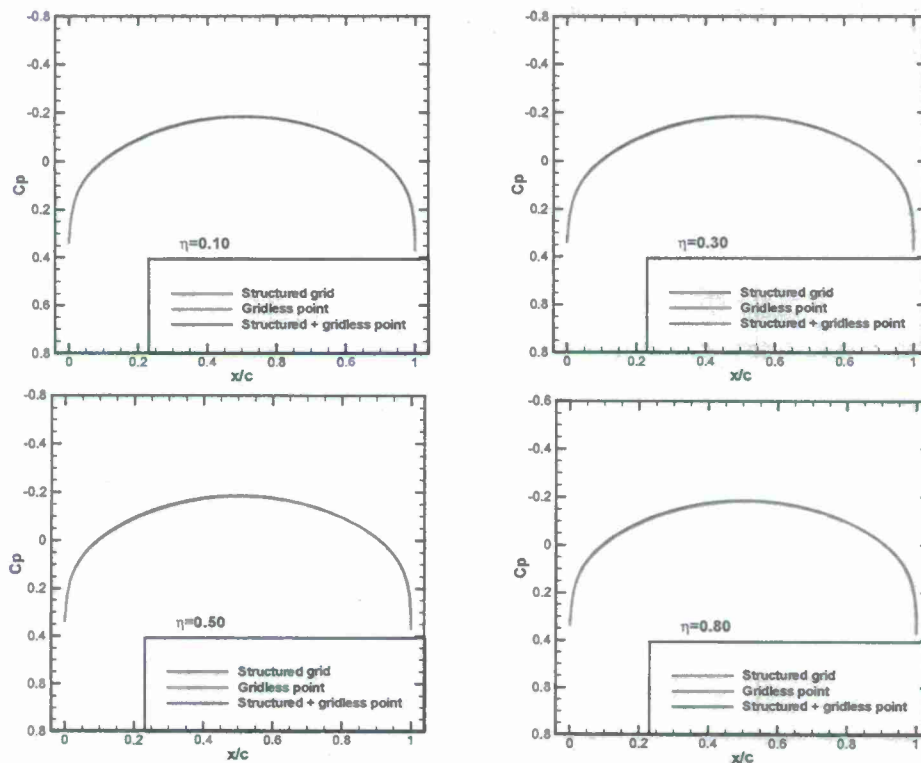 -0.8
-0.4
-0.2
0
0.2
0.4
0.6
0.8
Cp
η=0.10
Structured grid
Gridless point
Structured + gridless point
0 0.2 0.4 0.6 0.8 1
x/c
-0.8
-0.4
-0.2
0
0.2
0.4
0.6
0.8
Cp
η=0.30
Structured grid
Gridless point
Structured + gridless point
0 0.2 0.4 0.6 0.8 1
x/c
-0.8
-0.4
-0.2
0
0.2
0.4
0.6
0.8
Cp
η=0.50
Structured grid
Gridless point
Structured + gridless point
0 0.2 0.4 0.6 0.8 1
x/c
-0.6
-0.4
-0.2
0
0.2
0.4
0.6
0.8
Cp
η=0.80
Structured grid
Gridless point
Structured + gridless point
0 0.2 0.4 0.6 0.8 1
x/c